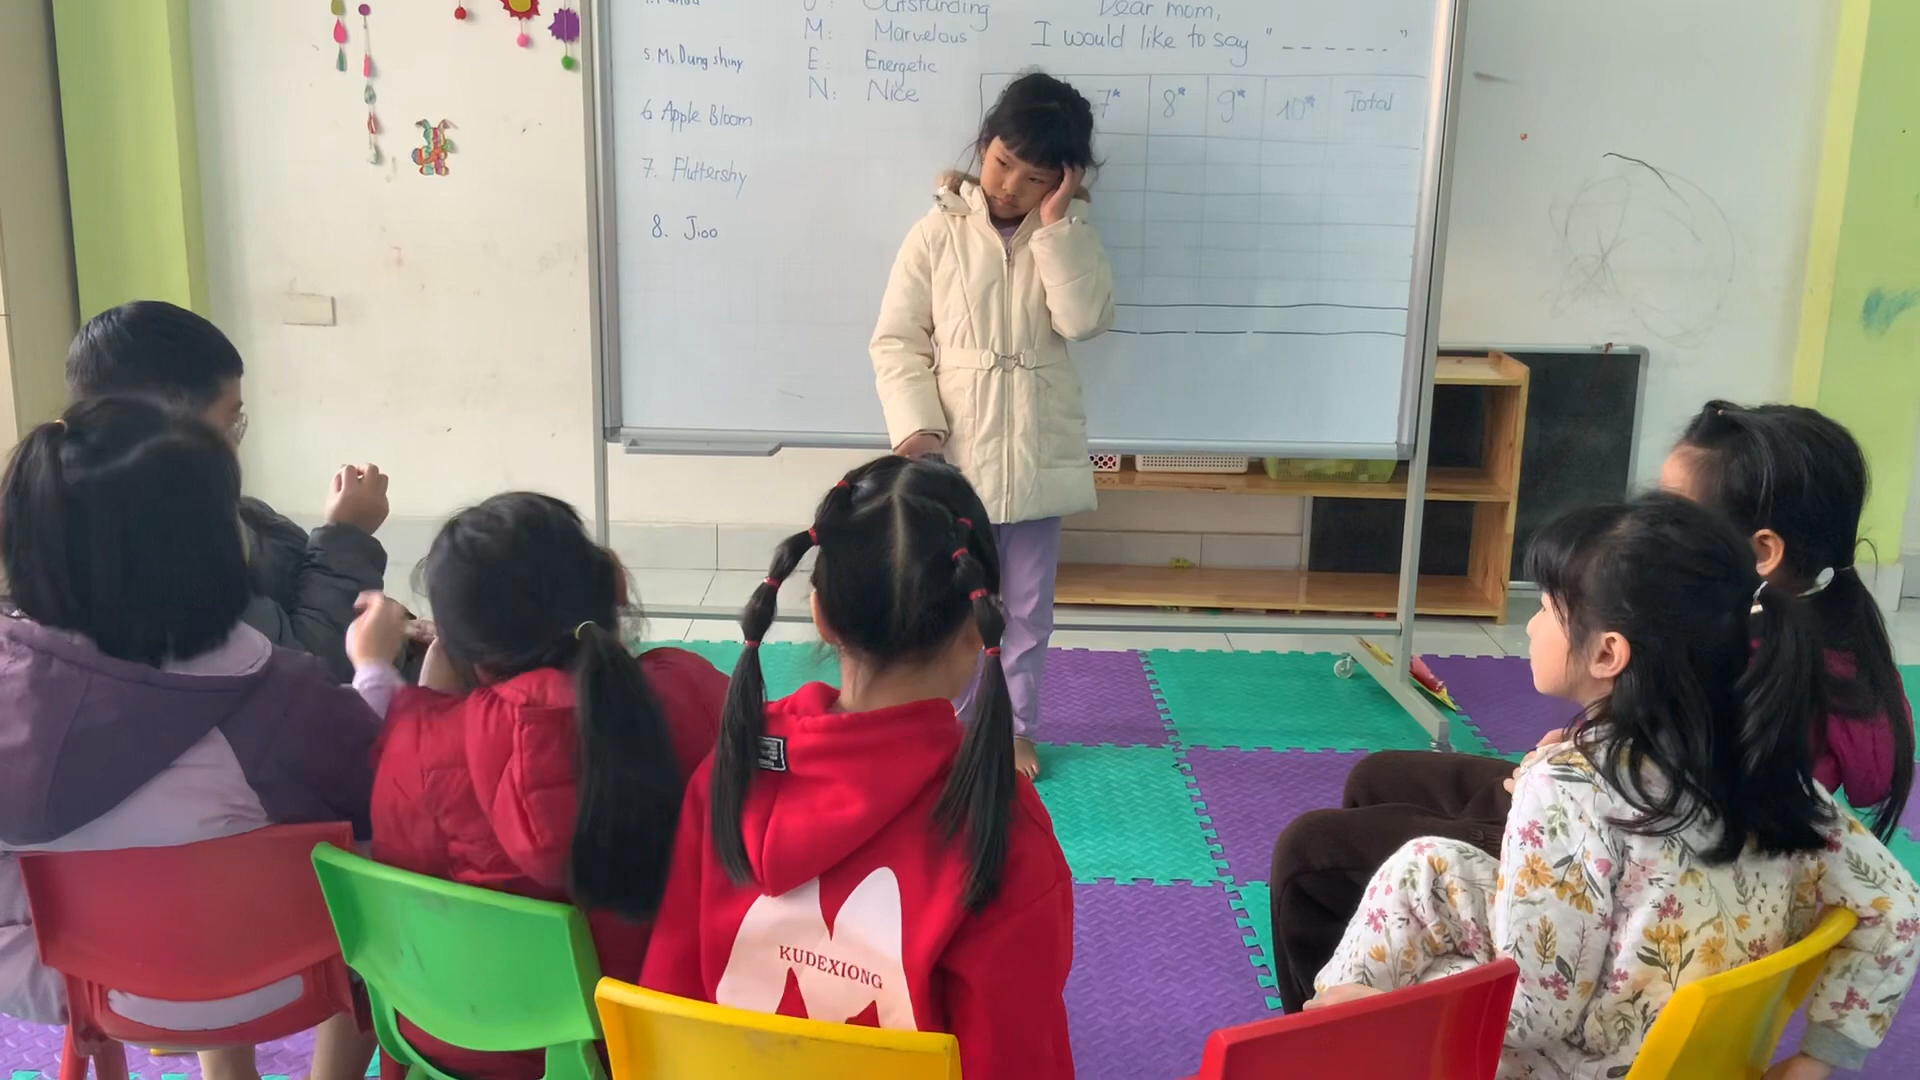 5. Ms. Dung shiny
6 Apple Bloom
7. Fluttershy
8. Jioo
O: Outstanding
M: Marvelous
E: Energetic
N: Nice
Dear mom,
I would like to say "------"
7* 8* 9* 10* Total
KUDEXIONG